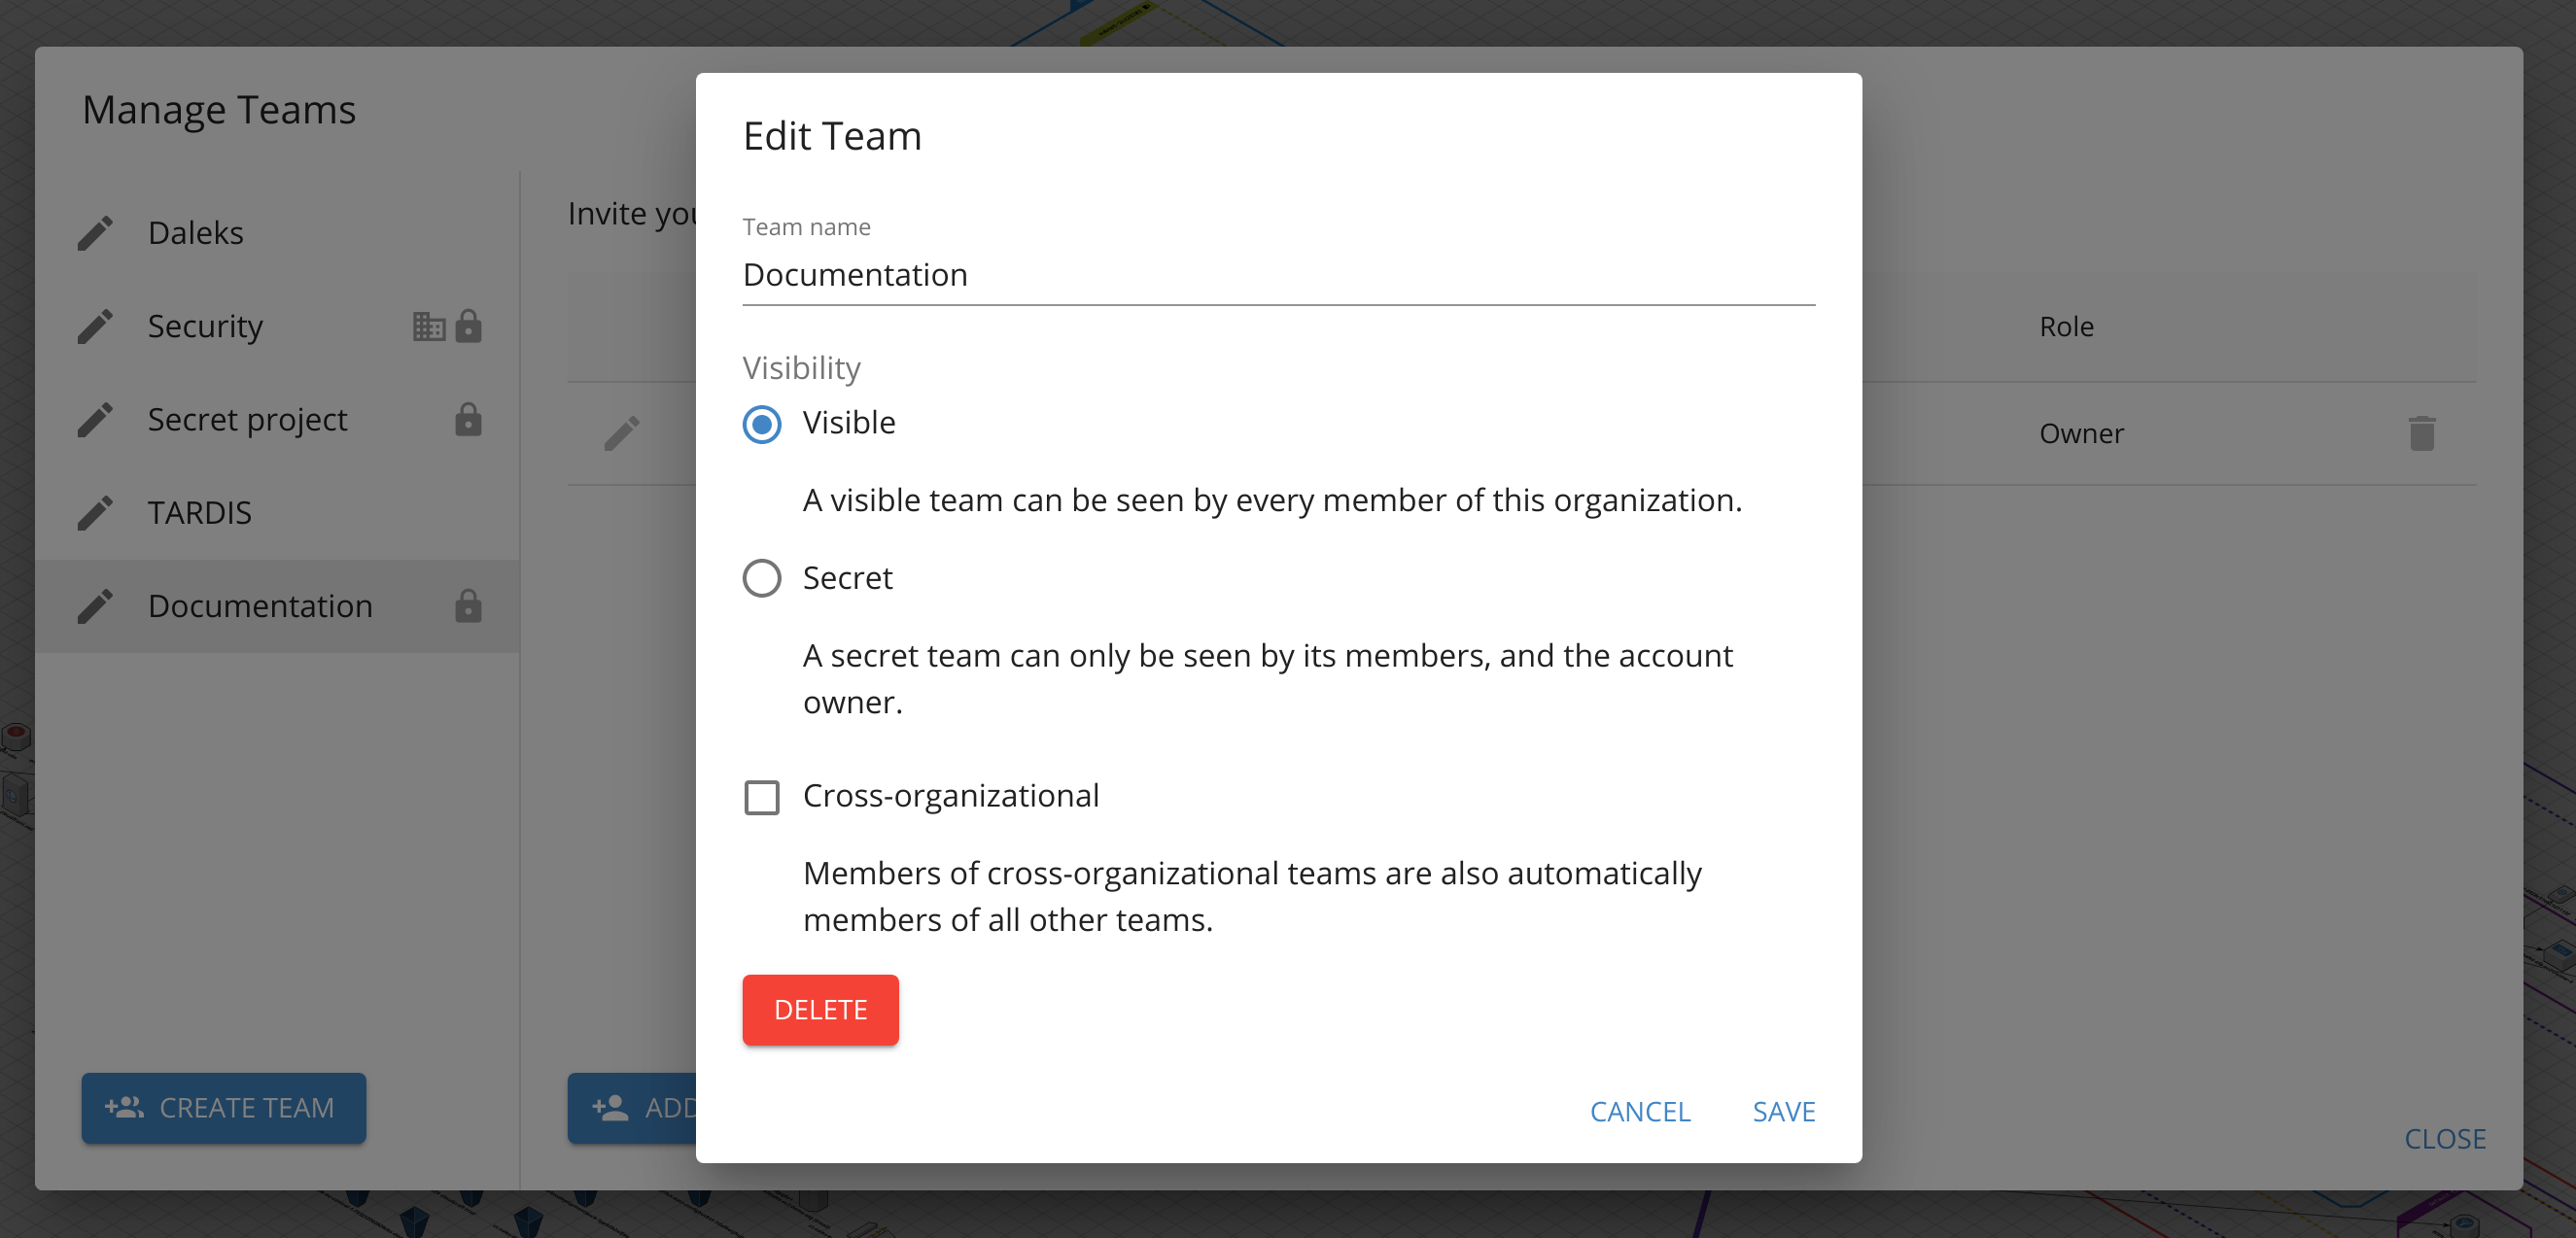 Manage Teams
Daleks
Security
Secret project
TARDIS
Documentation
CREATE TEAM
Invite you
ADD
Role
Owner
CLOSE
Edit Team
Team name
Documentation
Visibility
Visible
A visible team can be seen by every member of this organization.
Secret
A secret team can only be seen by its members, and the account
owner.
Cross-organizational
Members of cross-organizational teams are also automatically
members of all other teams.
DELETE
CANCEL
SAVE